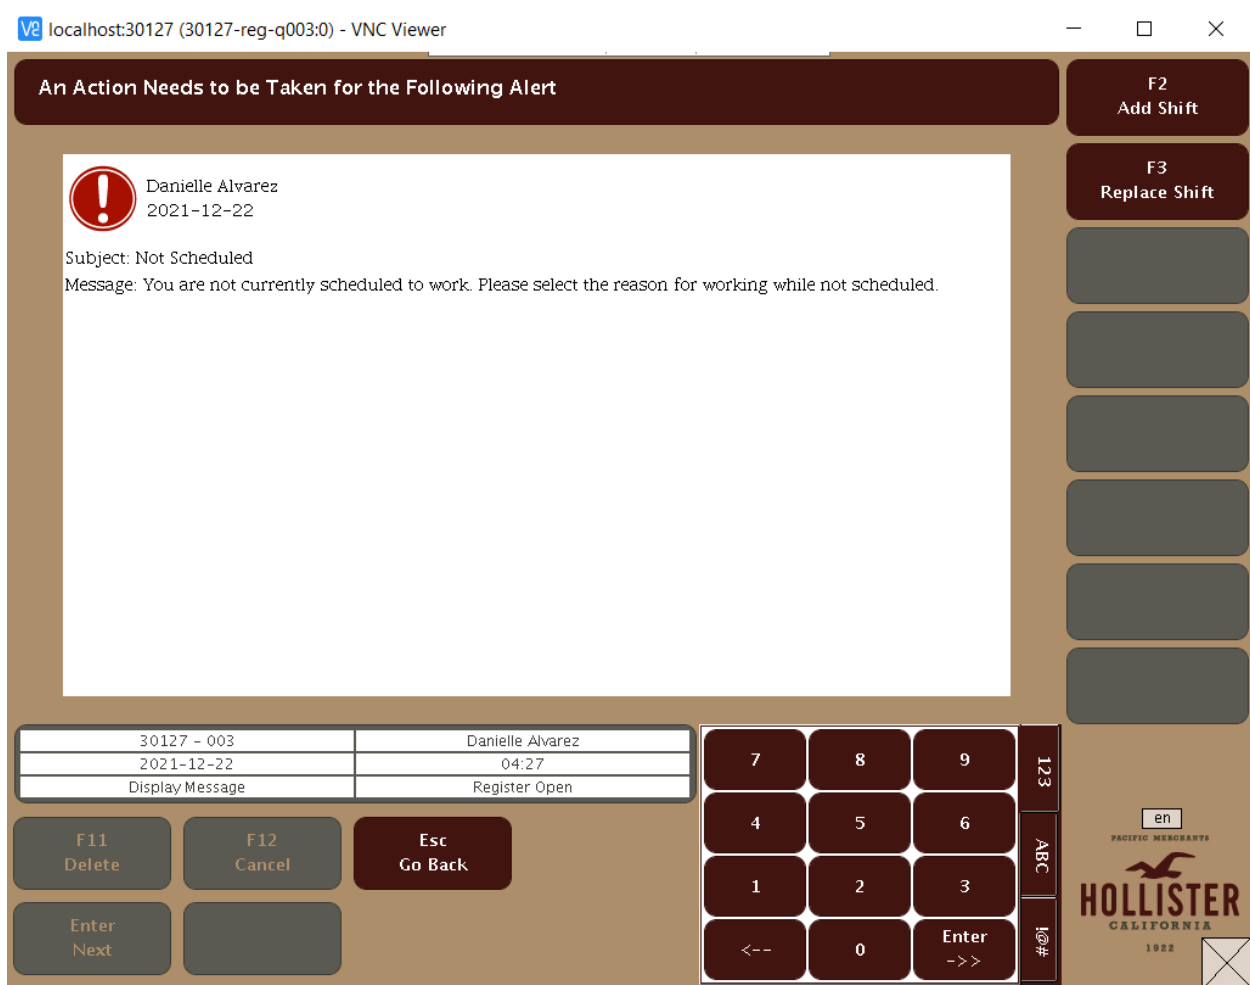 V2 localhost:30127 (30127-reg-q003:0) - VNC Viewer
An Action Needs to be Taken for the Following Alert
F2
Add Shift
F3
Replace Shift
Danielle Alvarez
2021-12-22
Subject: Not Scheduled
Message: You are not currently scheduled to work. Please select the reason for working while not scheduled.
30127 - 003
Danielle Alvarez
2021-12-22
04:27
Display Message
Register Open
F11
Delete
F12
Cancel
Esc
Go Back
Enter
Next
7
8
9
4
5
6
1
2
3
<--
0
Enter
->>
123
ABC
!@#
en
PACIFIC MERCHANTS
HOLLISTER
CALIFORNIA
1922